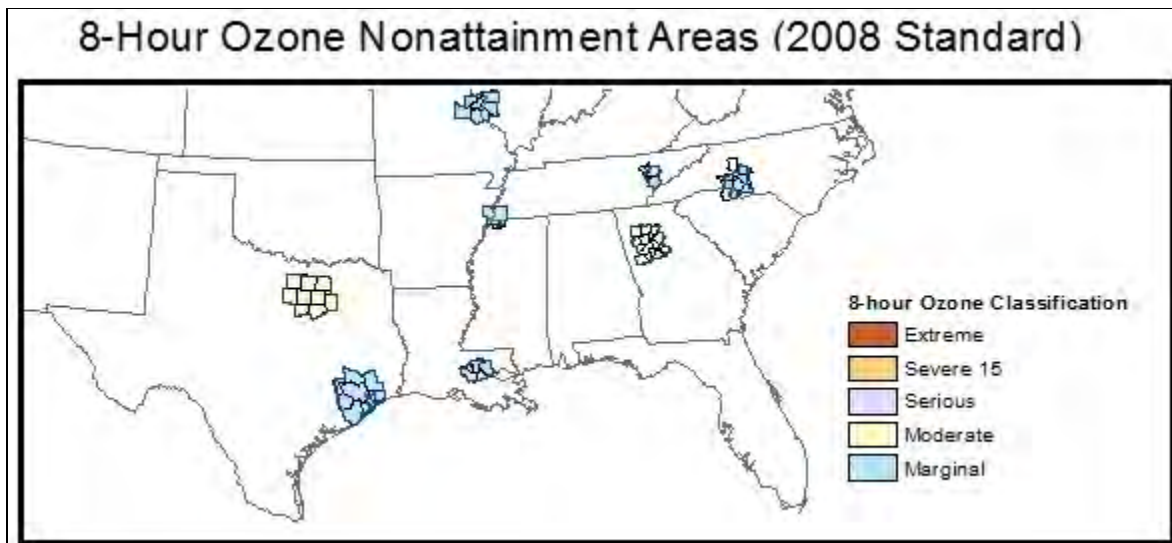 8-Hour Ozone Nonattainment Areas (2008 Standard)
8-hour Ozone Classification
Extreme
Severe 15
Serious
Moderate
Marginal